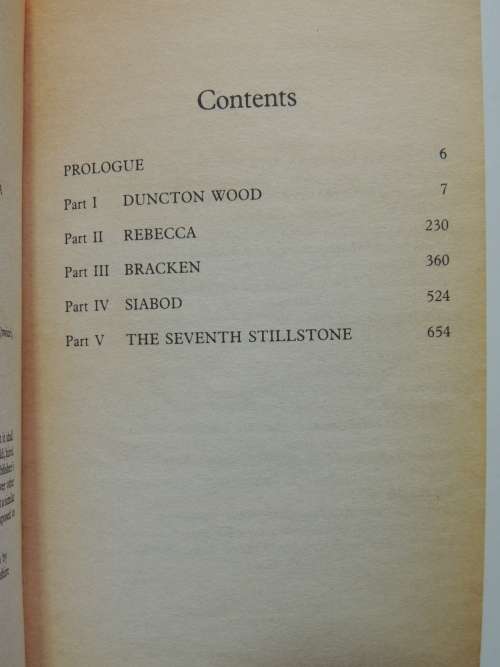 Contents
PROLOGUE 6
Part I DUNCTON WOOD 7
Part II REBECCA 230
Part III BRACKEN 360
Part IV SIABOD 524
Part V THE SEVENTH STILLSTONE 654
by